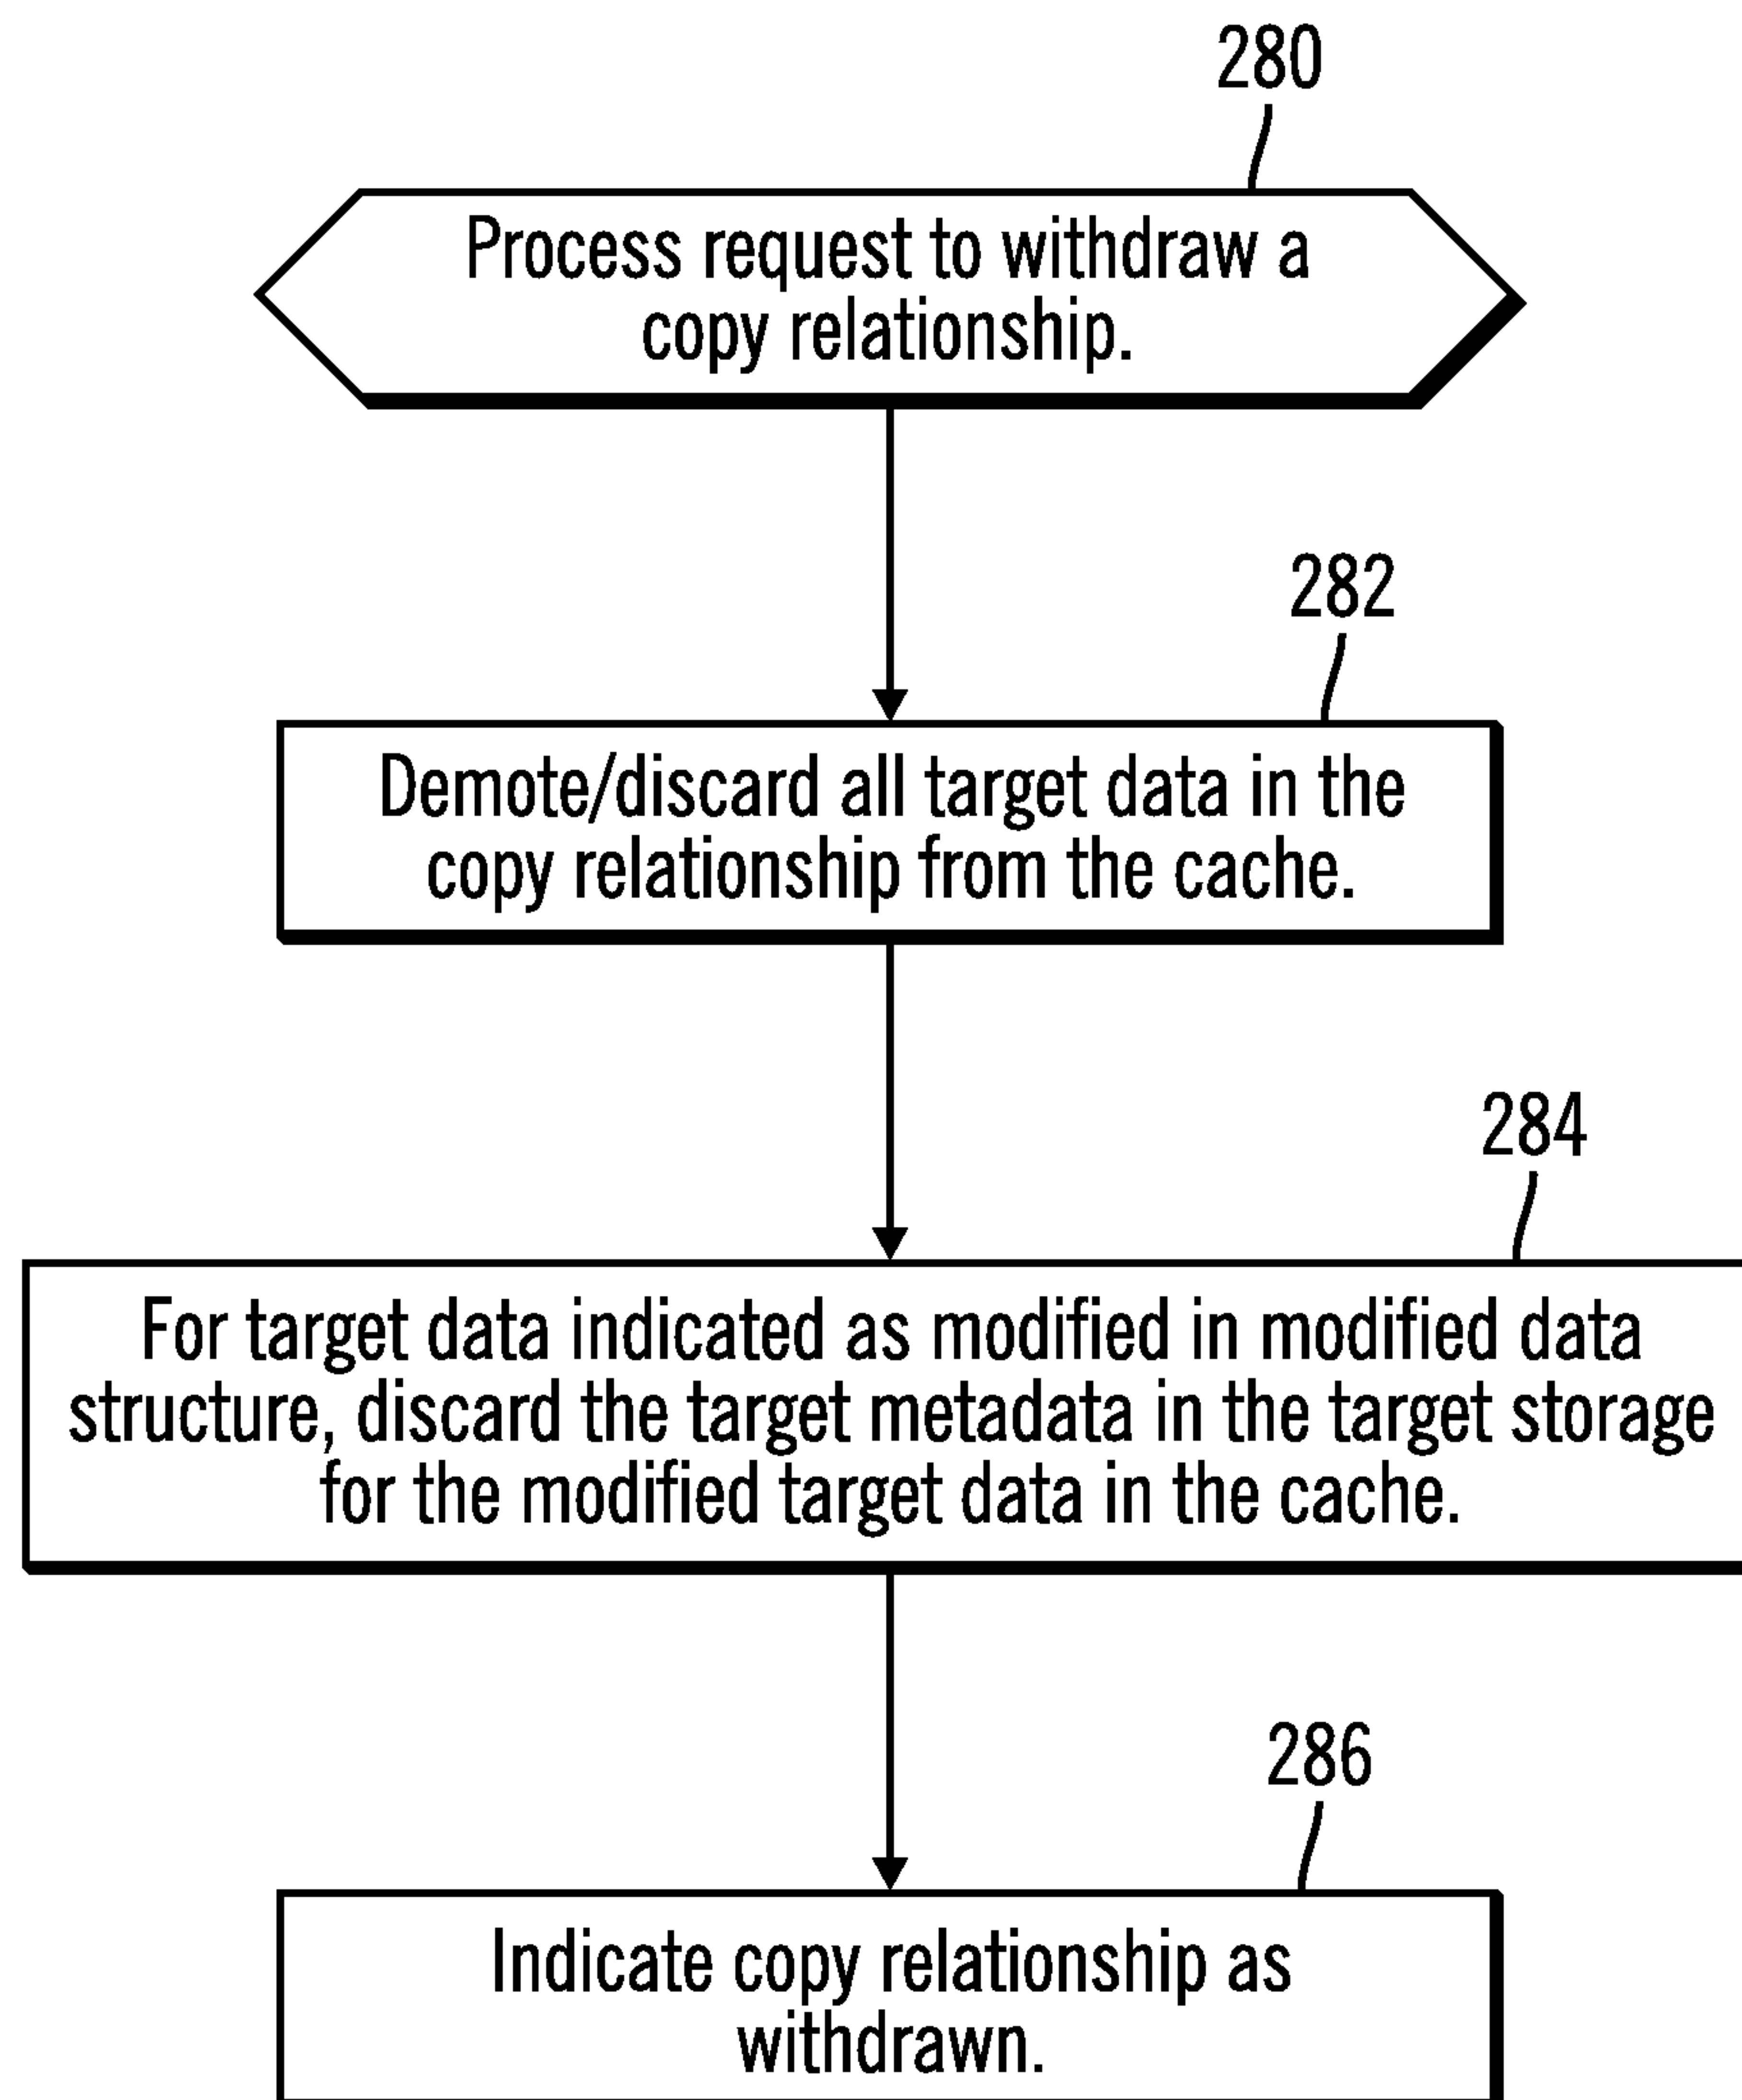 280
Process request to withdraw a
copy relationship.
282
Demote/discard all target data in the
copy relationship from the cache.
284
For target data indicated as modified in modified data
structure, discard the target metadata in the target storage
for the modified target data in the cache.
286
Indicate copy relationship as
withdrawn.